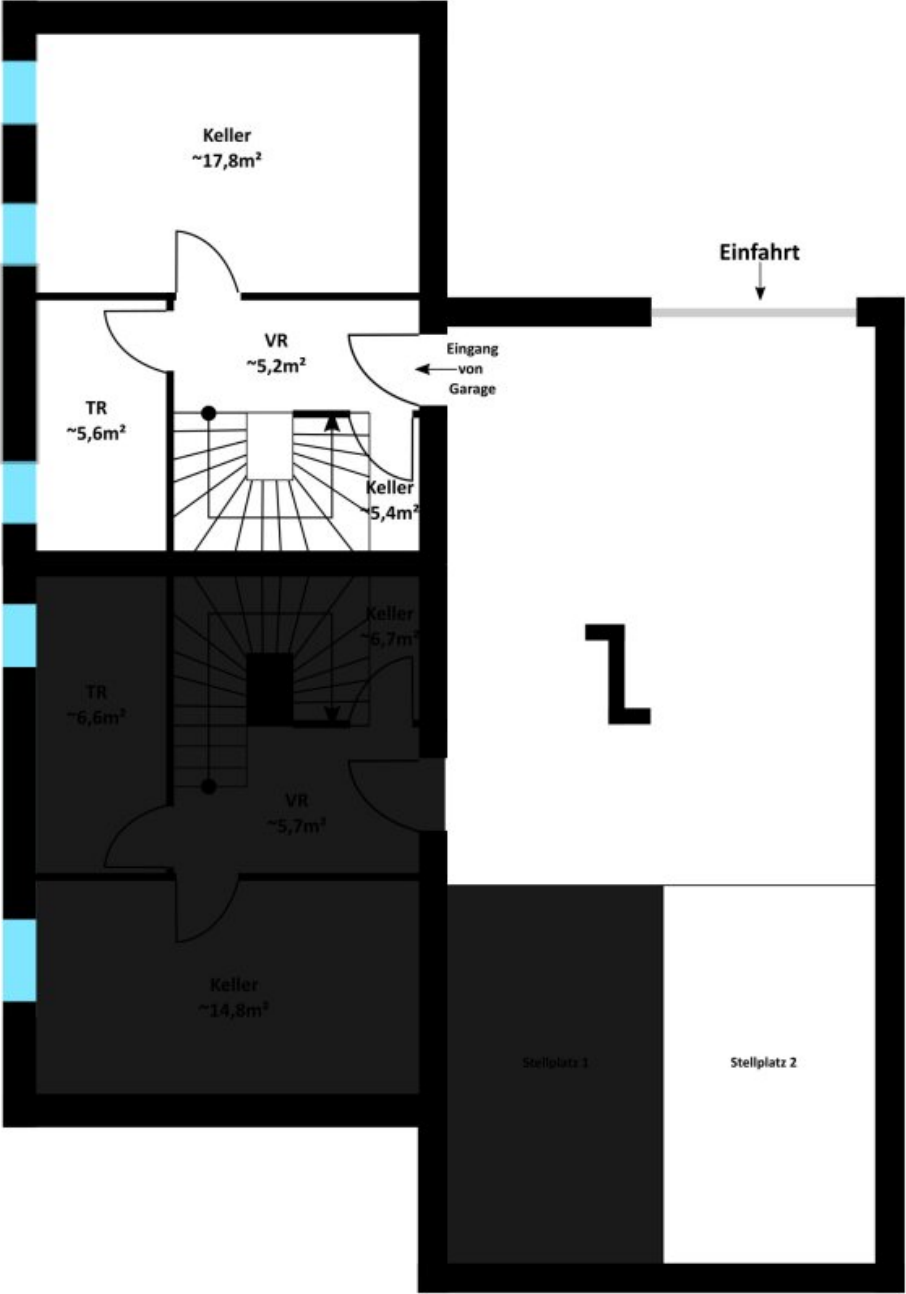 Keller
~17,8m²
Einfahrt
VR
~5,2m²
Eingang
von
Garage
TR
~5,6m²
Keller
~5,4m²
Keller
~6,7m²
TR
~6,6m²
VR
~5,7m²
Keller
~14,8m²
Stellplatz 1
Stellplatz 2